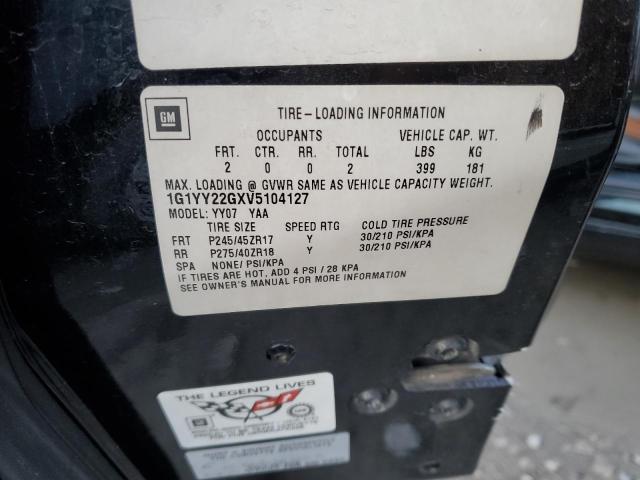 GM
TIRE-LOADING INFORMATION
OCCUPANTS VEHICLE CAP. WT.
FRT. CTR. RR. TOTAL LBS KG
2 0 0 2 399 181
MAX. LOADING @ GVWR SAME AS VEHICLE CAPACITY WEIGHT.
1G1YY22GXV5104127
MODEL: YY07 YAA
TIRE SIZE SPEED RTG COLD TIRE PRESSURE
FRT P245/45ZR17 Y 30/210 PSI/KPA
RR P275/40ZR18 Y 30/210 PSI/KPA
SPA NONE/ PSI/KPA
IF TIRES ARE HOT, ADD 4 PSI / 28 KPA
SEE OWNER'S MANUAL FOR MORE INFORMATION
THE LEGEND LIVES
GM